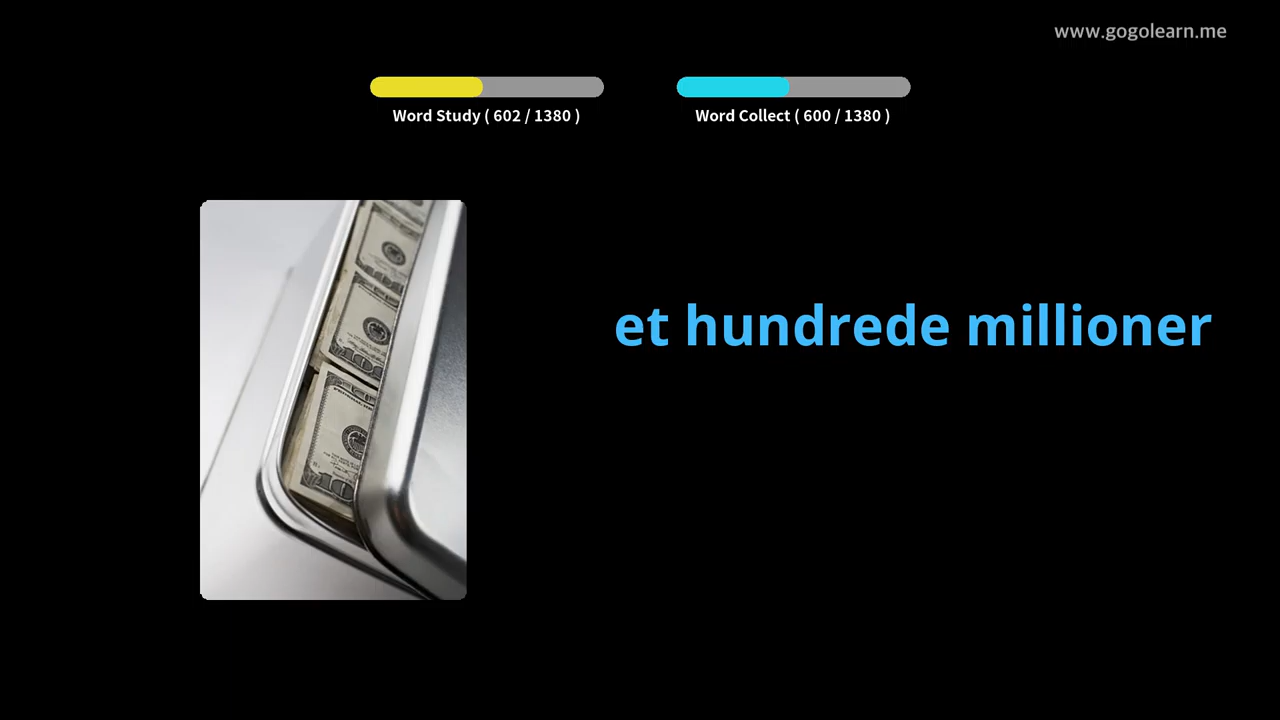 www.gogolearn.me
Word Study ( 602 / 1380 )
Word Collect ( 600 / 1380 )
et hundrede millioner